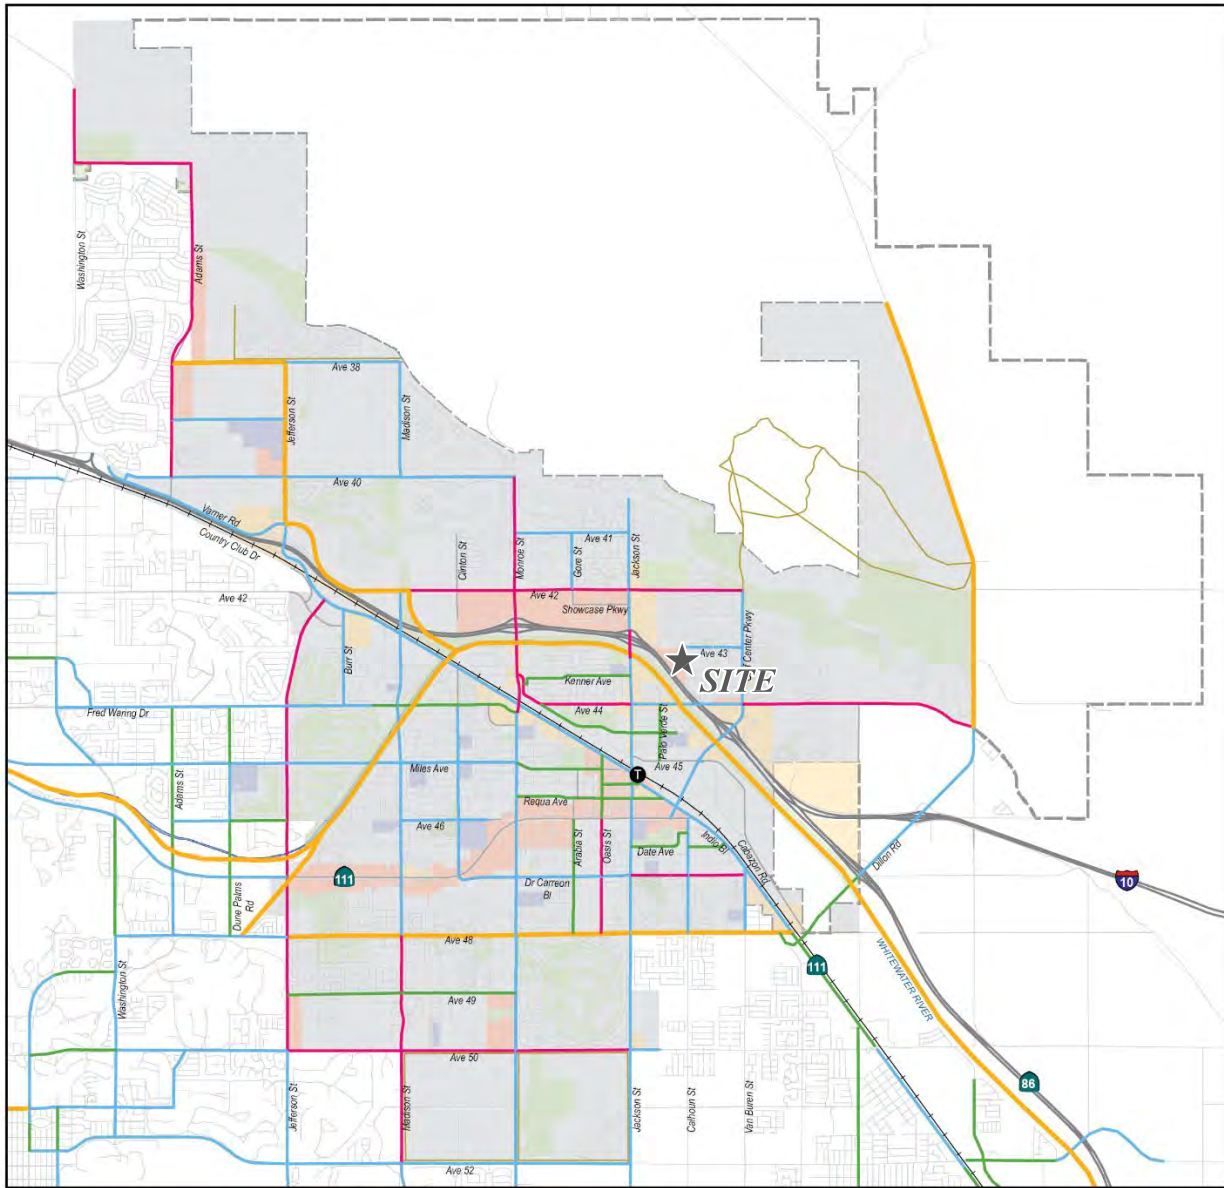 Washington St
Adams St
Ave 38
Jefferson St
Madison St
Ave 40
Varner Rd
Country Club Dr
Clinton St
Monroe St
Ave 41
Gore St
Jackson St
Ave 42
Ave 42
Showcase Pkwy
Ave 43
f Center Pkwy
SITE
Burr St
Kenner Ave
Fred Waring Dr
Ave 44
Palo Verde St
Adams St
Miles Ave
Ave 45
T
Requa Ave
Ave 46
Arabia St
Oasis St
Date Ave
Indio Bl
Cabazon Rd
Dillon Rd
111
10
Dr Carreon
Bl
Dune Palms
Rd
Ave 48
111
WHITEWATER RIVER
Washington St
Ave 49
Ave 50
86
Jefferson St
Madison St
Jackson St
Calhoun St
Van Buren St
Ave 52